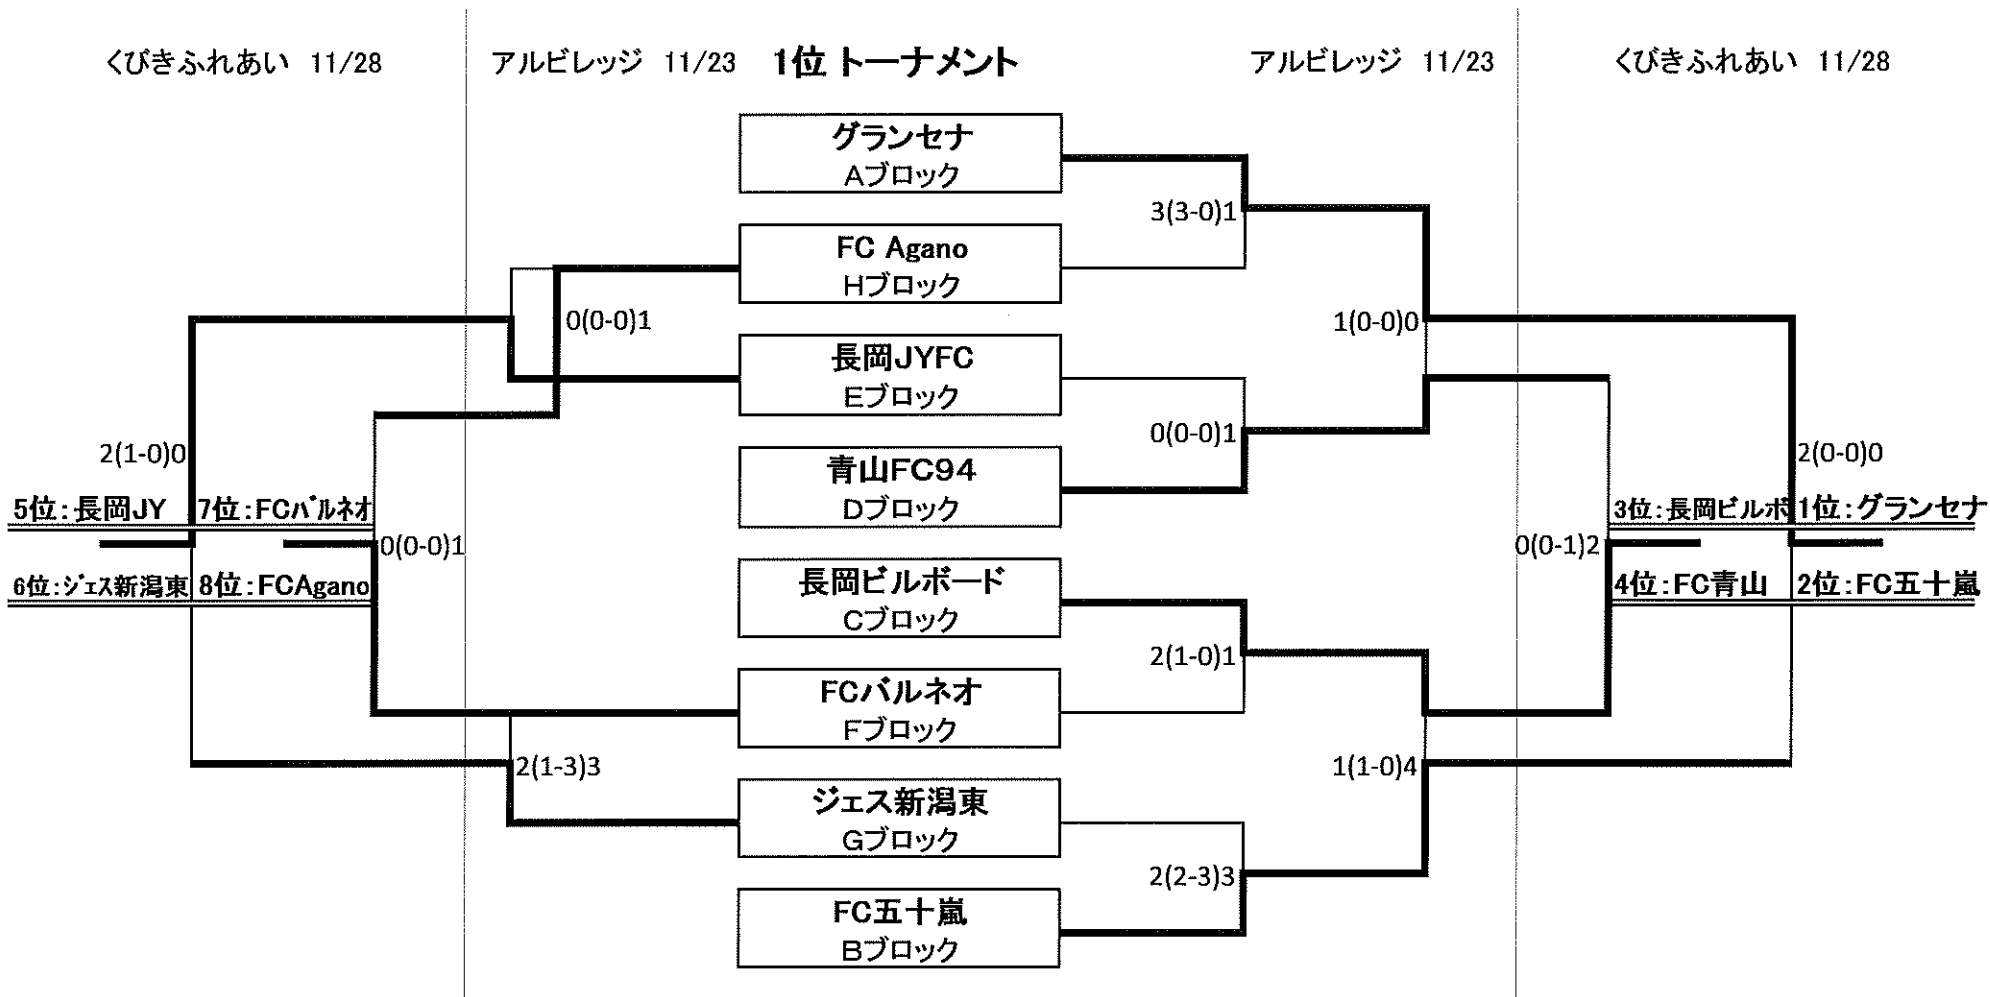 くびきふれあい 11/28
アルビレッジ 11/23
1位 トーナメント
アルビレッジ 11/23
くびきふれあい 11/28
グランセナ
Aブロック
3(3-0)1
FC Agano
Hブロック
0(0-0)1
1(0-0)0
長岡JYFC
Eブロック
0(0-0)1
2(1-0)0
青山FC94
Dブロック
2(0-0)0
5位:長岡JY
7位:FCバルネオ
3位:長岡ビルボ
1位:グランセナ
0(0-0)1
0(0-1)2
6位:ジェス新潟東
8位:FCAgano
長岡ビルボード
Cブロック
4位:FC青山
2位:FC五十嵐
2(1-0)1
FCバルネオ
Fブロック
2(1-3)3
1(1-0)4
ジェス新潟東
Gブロック
2(2-3)3
FC五十嵐
Bブロック